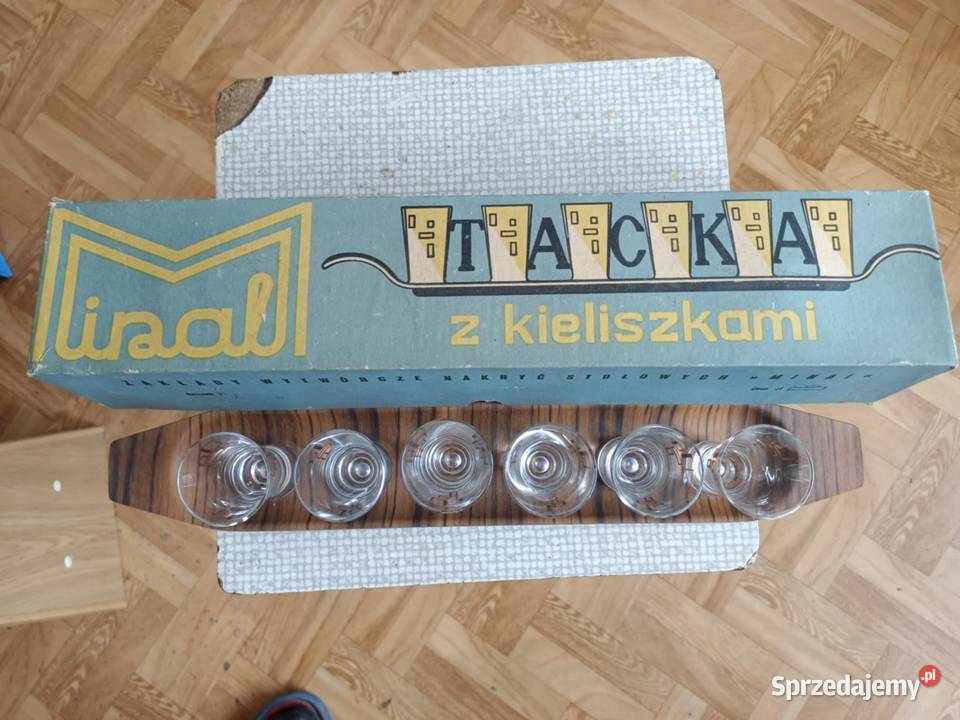 Minal
TACKA
z kieliszkami
ZAKŁADY WYTWÓRCZE NAKRYĆ STOŁOWYCH "MINAL"
Sprzedajemy.pl